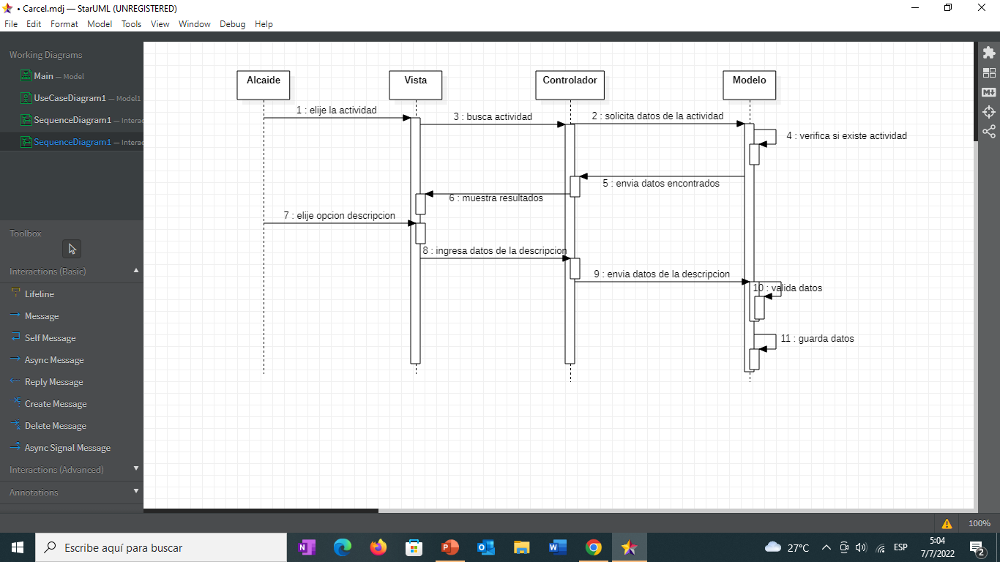 • Carcel.mdj — StarUML (UNREGISTERED)
File Edit Format Model Tools View Window Debug Help
Working Diagrams
Main — Model
UseCaseDiagram1 — Model1
SequenceDiagram1 — Interac
SequenceDiagram1 — Interac
Toolbox
Interactions (Basic)
Lifeline
Message
Self Message
Async Message
Reply Message
Create Message
Delete Message
Async Signal Message
Interactions (Advanced)
Annotations
Alcaide
Vista
Controlador
Modelo
1 : elije la actividad
3 : busca actividad
2 : solicita datos de la actividad
4 : verifica si existe actividad
5 : envia datos encontrados
6 : muestra resultados
7 : elije opcion descripcion
8 : ingresa datos de la descripcion
9 : envia datos de la descripcion
10 : valida datos
11 : guarda datos
M
100%
Escribe aquí para buscar
27°C
ESP
5:04
7/7/2022
2